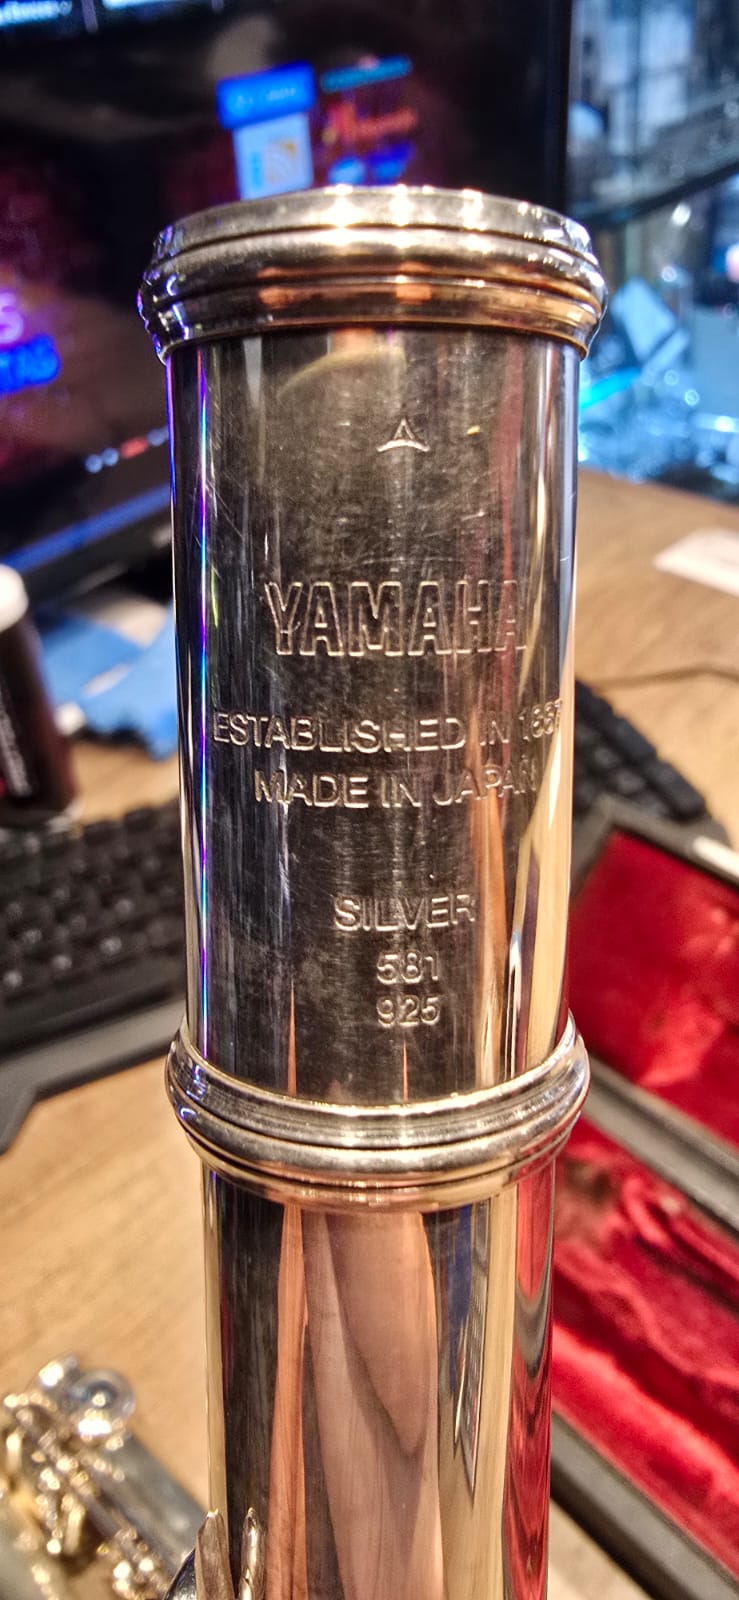 YAMAHA
ESTABLISHED IN 1887
MADE IN JAPAN
SILVER
581
925